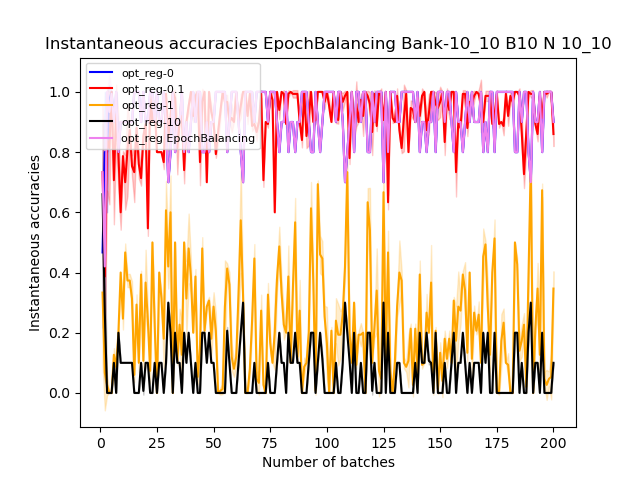 Instantaneous accuracies EpochBalancing Bank-10_10 B10 N 10_10
opt_reg-0
opt_reg-0.1
opt_reg-1
opt_reg-10
opt_reg EpochBalancing
Instantaneous accuracies
1.0
0.8
0.6
0.4
0.2
0.0
0 25 50 75 100 125 150 175 200
Number of batches